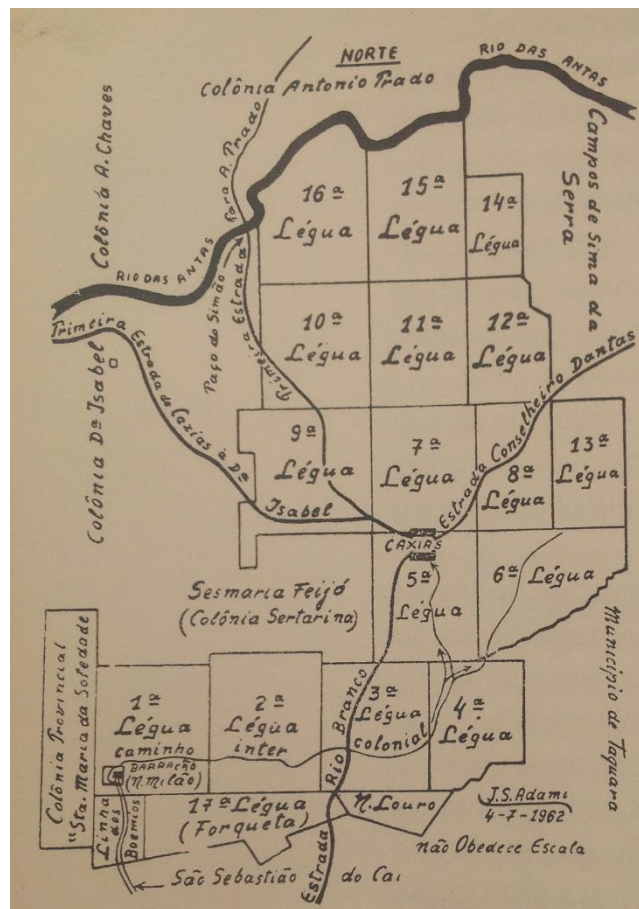 NORTE
RIO DAS ANTAS
Colônia Antonio Prado
Colônia A. Chaves
Para A. Prado
Campos de Sima da
Serra
16ª
Légua
15ª
Légua
14ª
Légua
RIO DAS ANTAS
Paço do Simão
Primeira Estrada
Primeira Estrada de Caxias à Dª
Isabel
Colônia Dª Isabel
10ª
Légua
11ª
Légua
12ª
Légua
Estrada Conselheiro Dantas
9ª
Légua
7ª
Légua
8ª
Légua
13ª
Légua
CAXIAS
5ª
Légua
6ª Légua
Sesmaria Feijó
(Colônia Sertarina)
Município de Taquara
Colônia Provincial
"Sta. Maria da Soledade"
1ª
Légua
2ª
Légua
3ª
Légua
4ª
Légua
caminho
inter
colonial
BARRACÃO
(N. Milão)
Estrada Rio Branco
Linha dos
Boemios
17ª Légua
(Forqueta)
N. Louro
J.S. Adami
4-7-1962
não Obedece Escala
São Sebastião do Cai